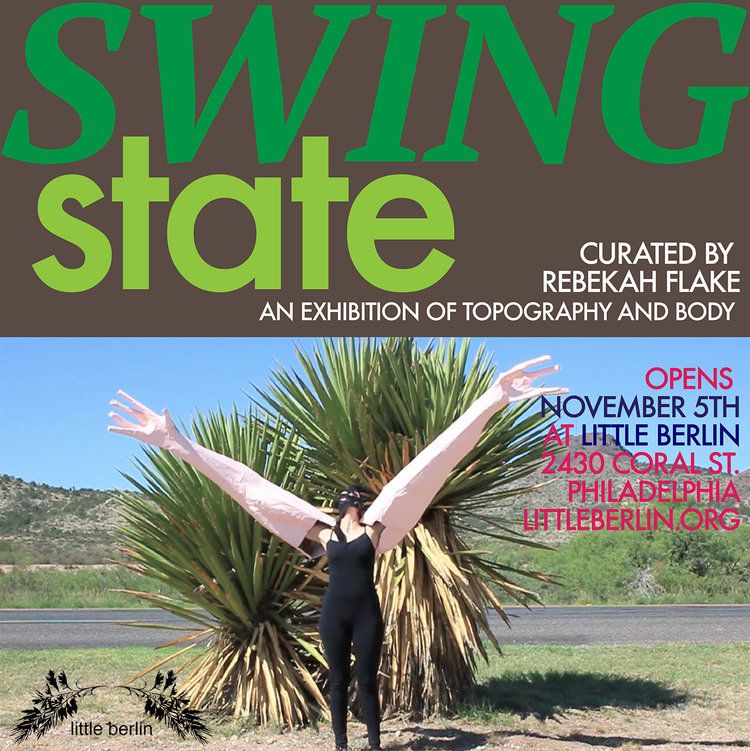 SWING
state
CURATED BY
REBEKAH FLAKE
AN EXHIBITION OF TOPOGRAPHY AND BODY
OPENS
NOVEMBER 5TH
AT LITTLE BERLIN
2430 CORAL ST.
PHILADELPHIA
LITTLEBERLIN.ORG
little berlin